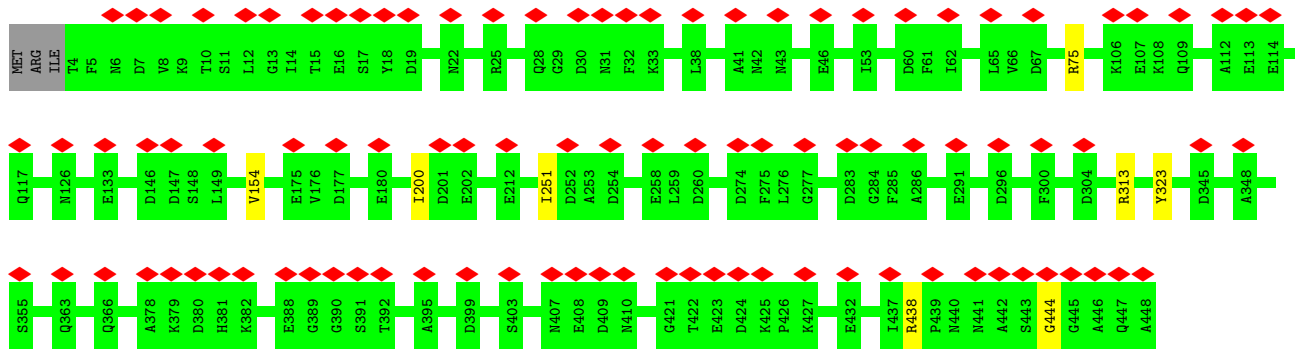 MET ARG ILE T4 F5 N6 D7 V8 K9 T10 S11 L12 G13 I14 T15 E16 S17 Y18 D19 N22 R25 Q28 G29 D30 N31 F32 K33 L38 A41 N42 N43 E46 I53 D60 F61 I62 L65 V66 D67 R75 K106 E107 K108 Q109 A112 E113 E114
Q117 N126 E133 D146 D147 S148 L149 V154 E175 V176 D177 E180 I200 D201 E202 E212 I251 D252 A253 D254 E258 L259 D260 D274 F275 L276 G277 D283 G284 F285 A286 E291 D296 F300 D304 R313 Y323 D345 A348
S355 Q363 Q366 A378 K379 D380 H381 K382 E388 G389 G390 S391 T392 A395 D399 S403 N407 E408 D409 N410 G421 T422 E423 D424 K425 P426 K427 E432 I437 R438 P439 N440 N441 A442 S443 G444 G445 A446 Q447 A448